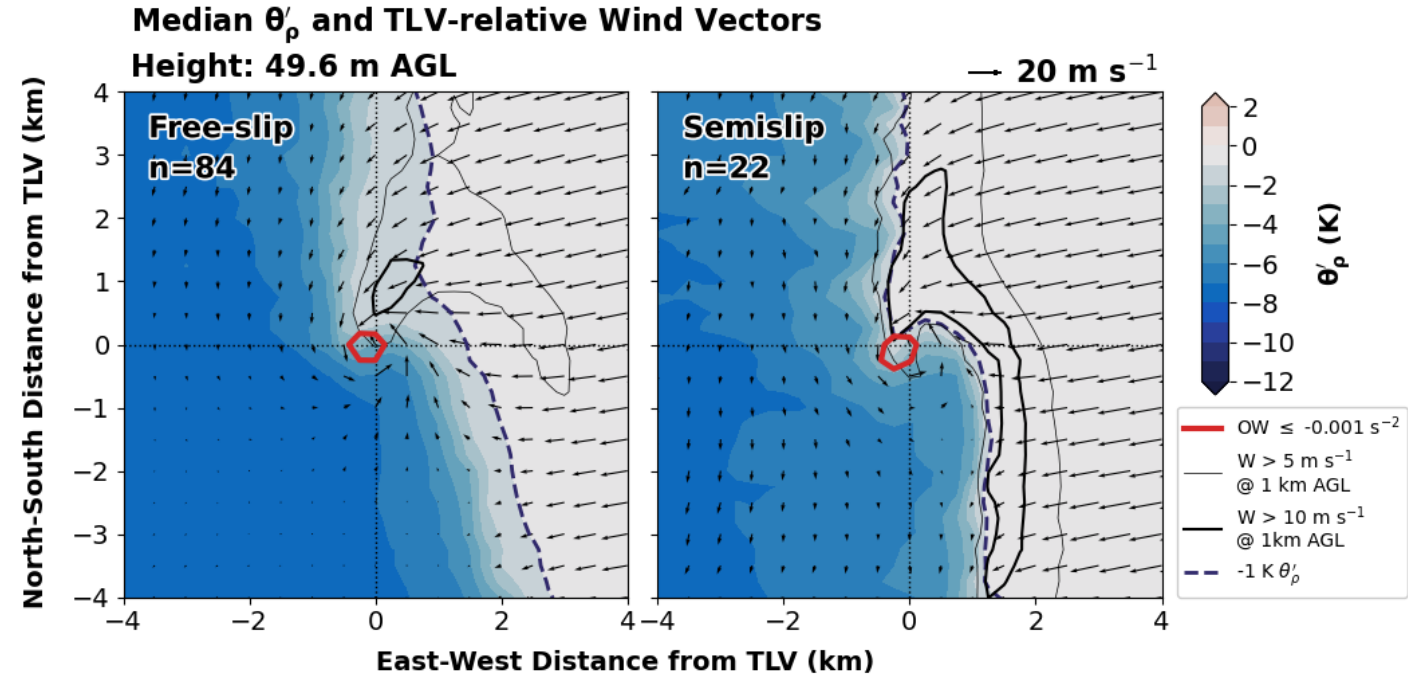 Median θ′ρ and TLV-relative Wind Vectors
Height: 49.6 m AGL
20 m s−1
North-South Distance from TLV (km)
4
3
2
1
0
−1
−2
−3
−4
Free-slip
n=84
−4 −2 0 2 4
Semislip
n=22
−4 −2 0 2 4
East-West Distance from TLV (km)
2
0
−2
−4
−6
−8
−10
−12
θ′ρ (K)
OW ≤ -0.001 s−2
W > 5 m s−1
@ 1 km AGL
W > 10 m s−1
@ 1km AGL
-1 K θ′ρ